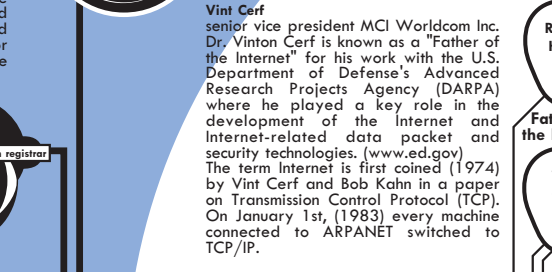 Vint Cerf
senior vice president MCI Worldcom Inc.
Dr. Vinton Cerf is known as a "Father of
the Internet" for his work with the U.S.
Department of Defense's Advanced
Research Projects Agency (DARPA)
where he played a key role in the
development of the Internet and
Internet-related data packet and
security technologies. (www.ed.gov)
The term Internet is first coined (1974)
by Vint Cerf and Bob Kahn in a paper
on Transmission Control Protocol (TCP).
On January 1st, (1983) every machine
connected to ARPANET switched to
TCP/IP.
registrar
the